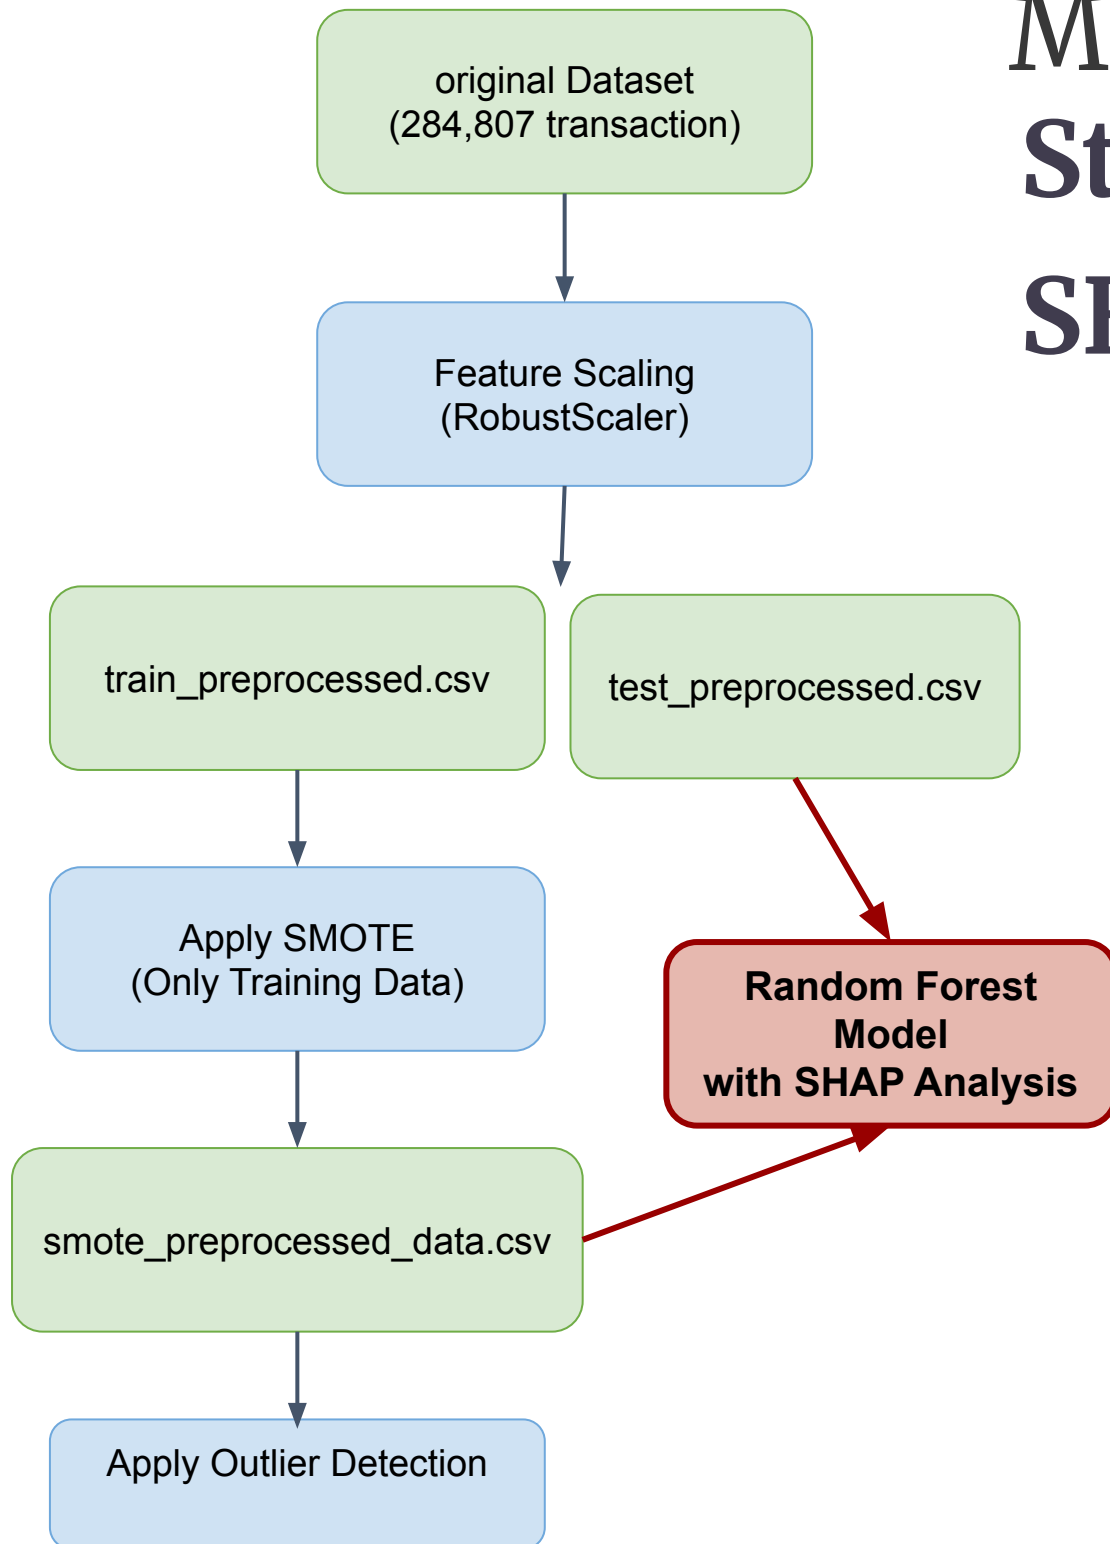 original Dataset
(284,807 transaction)
Feature Scaling
(RobustScaler)
train_preprocessed.csv
test_preprocessed.csv
Apply SMOTE
(Only Training Data)
Random Forest
Model
with SHAP Analysis
smote_preprocessed_data.csv
Apply Outlier Detection